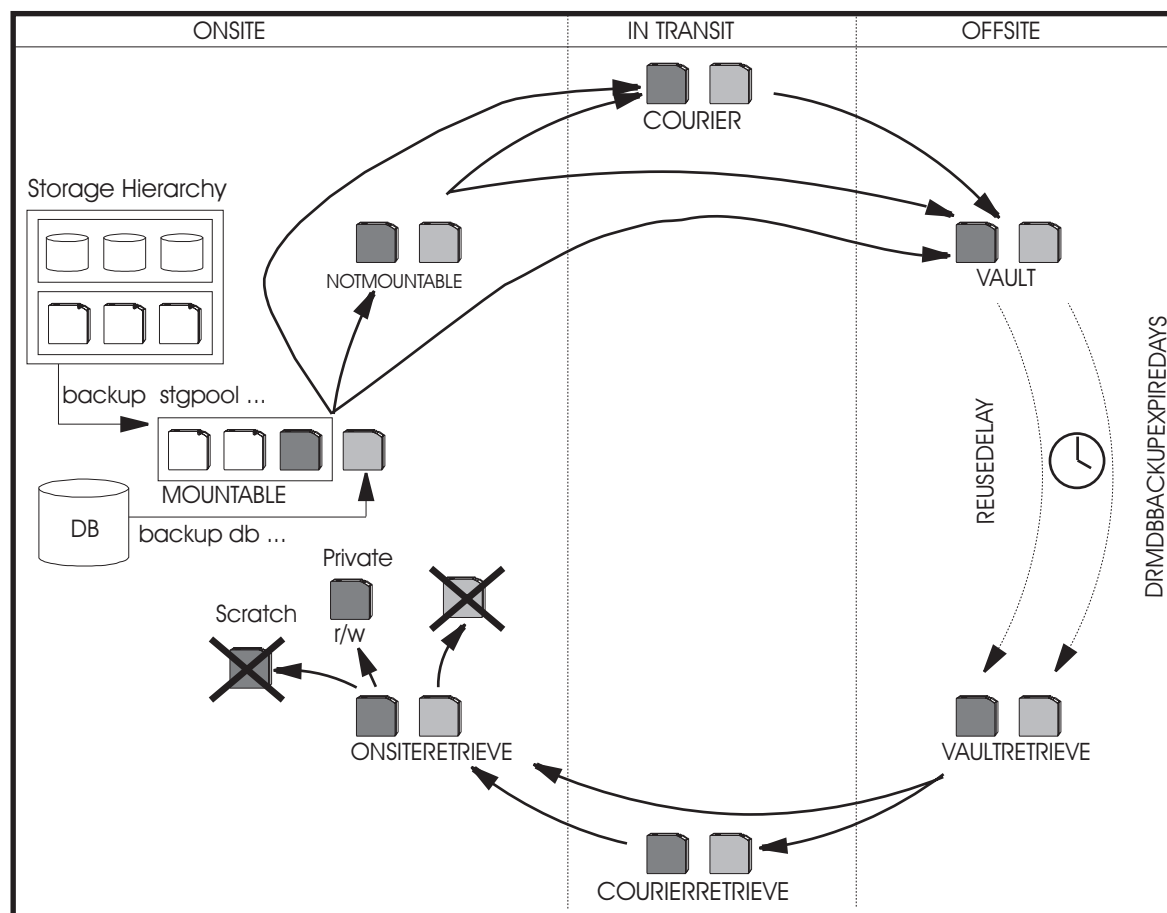 ONSITE
IN TRANSIT
OFFSITE
COURIER
Storage Hierarchy
NOTMOUNTABLE
VAULT
backup stgpool ...
MOUNTABLE
DB
backup db ...
REUSEDELAY
DRMDBBACKUPEXPIREDAYS
Private
r/w
Scratch
ONSITERETRIEVE
VAULTRETRIEVE
COURIERRETRIEVE